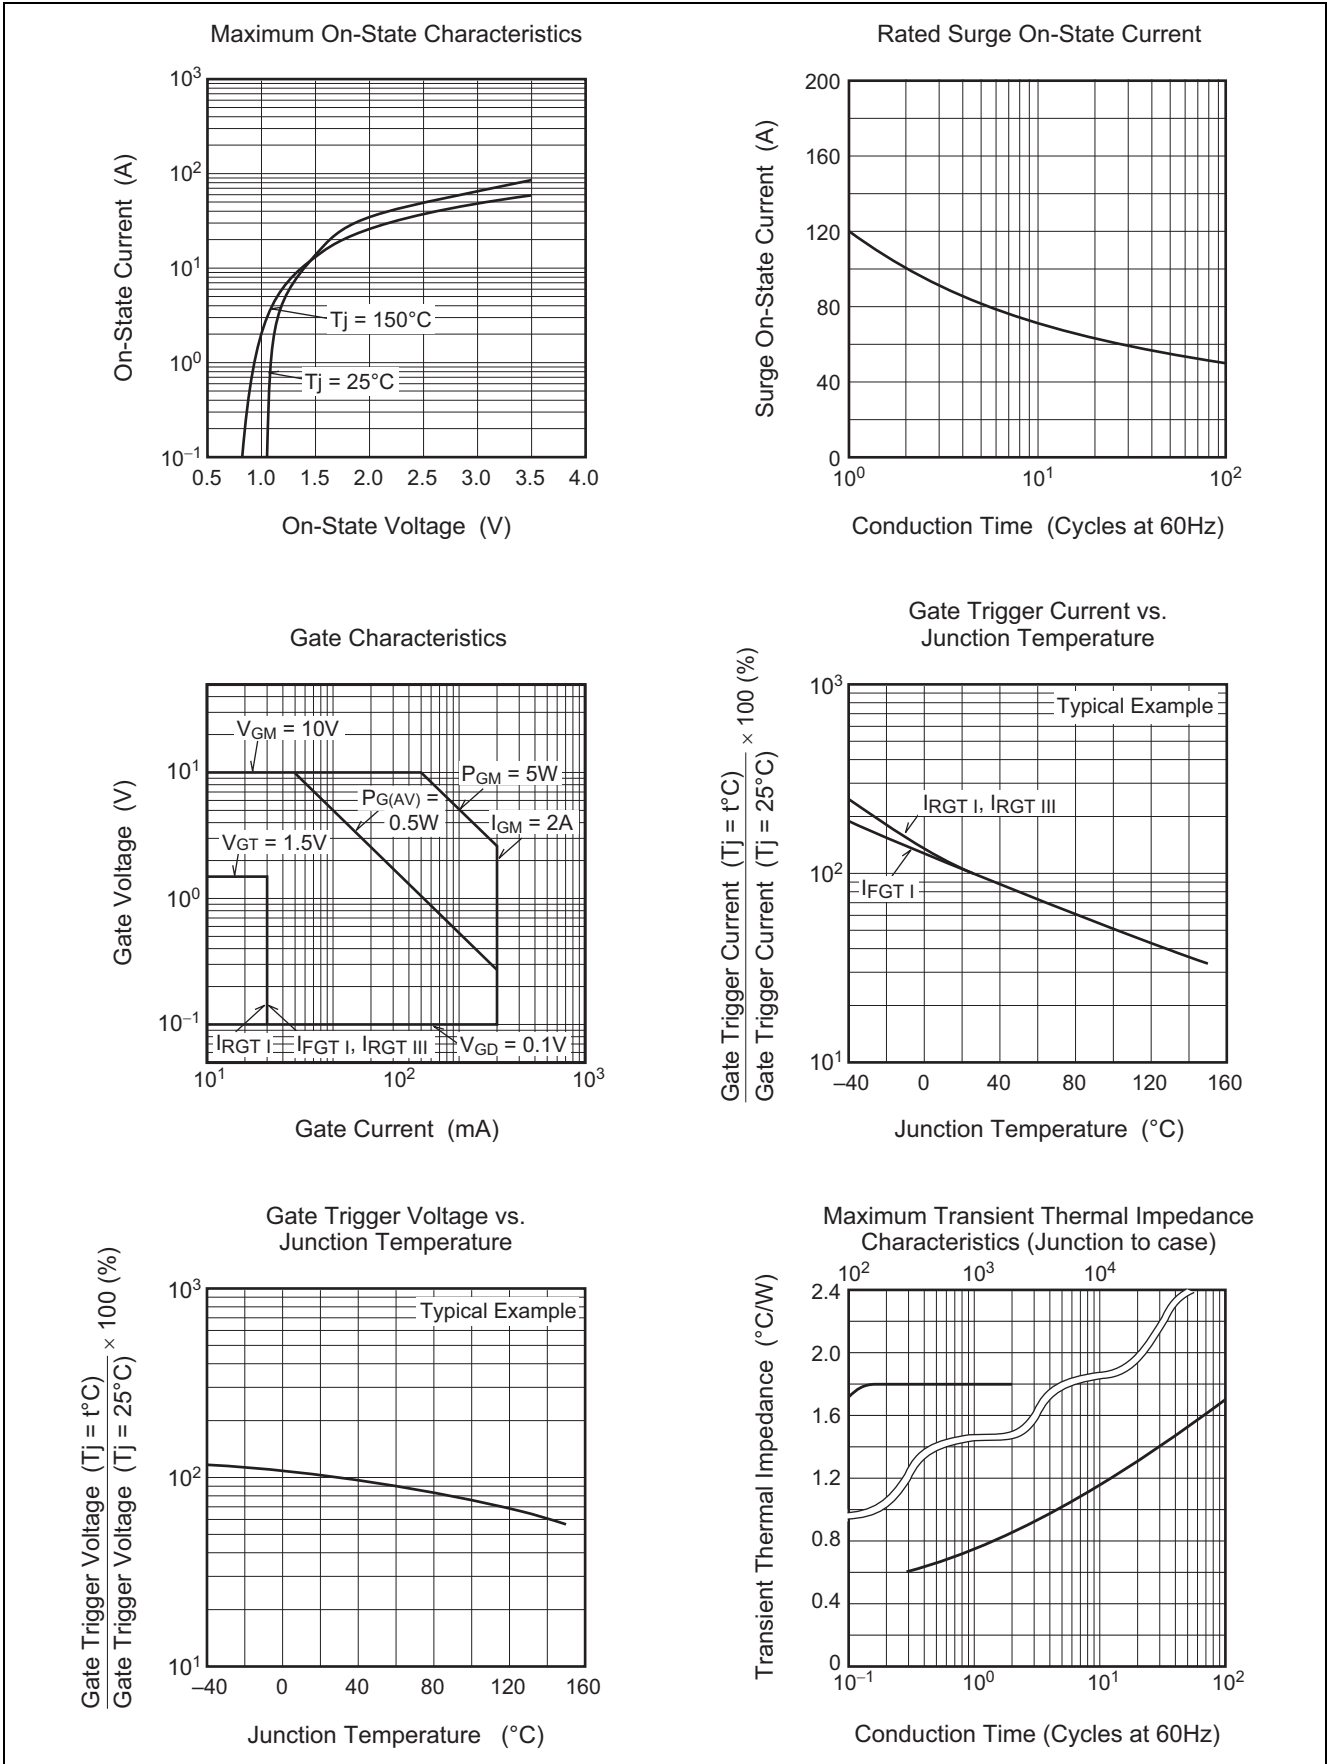 Maximum On-State Characteristics
On-State Current (A)
10³
10²
10¹
10⁰
10⁻¹
Tj = 150°C
Tj = 25°C
0.5 1.0 1.5 2.0 2.5 3.0 3.5 4.0
On-State Voltage (V)
Rated Surge On-State Current
Surge On-State Current (A)
200
160
120
80
40
0
10⁰ 10¹ 10²
Conduction Time (Cycles at 60Hz)
Gate Characteristics
Gate Voltage (V)
VGM = 10V
10¹
PGM = 5W
PG(AV) =
0.5W
IGM = 2A
VGT = 1.5V
10⁰
10⁻¹
IRGT I
IFGT I, IRGT III
VGD = 0.1V
10¹ 10² 10³
Gate Current (mA)
Gate Trigger Current vs.
Junction Temperature
Gate Trigger Current (Tj = t°C)
Gate Trigger Current (Tj = 25°C)
× 100 (%)
10³
10²
10¹
Typical Example
IRGT I, IRGT III
IFGT I
–40 0 40 80 120 160
Junction Temperature (°C)
Gate Trigger Voltage vs.
Junction Temperature
Gate Trigger Voltage (Tj = t°C)
Gate Trigger Voltage (Tj = 25°C)
× 100 (%)
10³
10²
10¹
Typical Example
–40 0 40 80 120 160
Junction Temperature (°C)
Maximum Transient Thermal Impedance
Characteristics (Junction to case)
10² 10³ 10⁴
Transient Thermal Impedance (°C/W)
2.4
2.0
1.6
1.2
0.8
0.4
0
10⁻¹ 10⁰ 10¹ 10²
Conduction Time (Cycles at 60Hz)